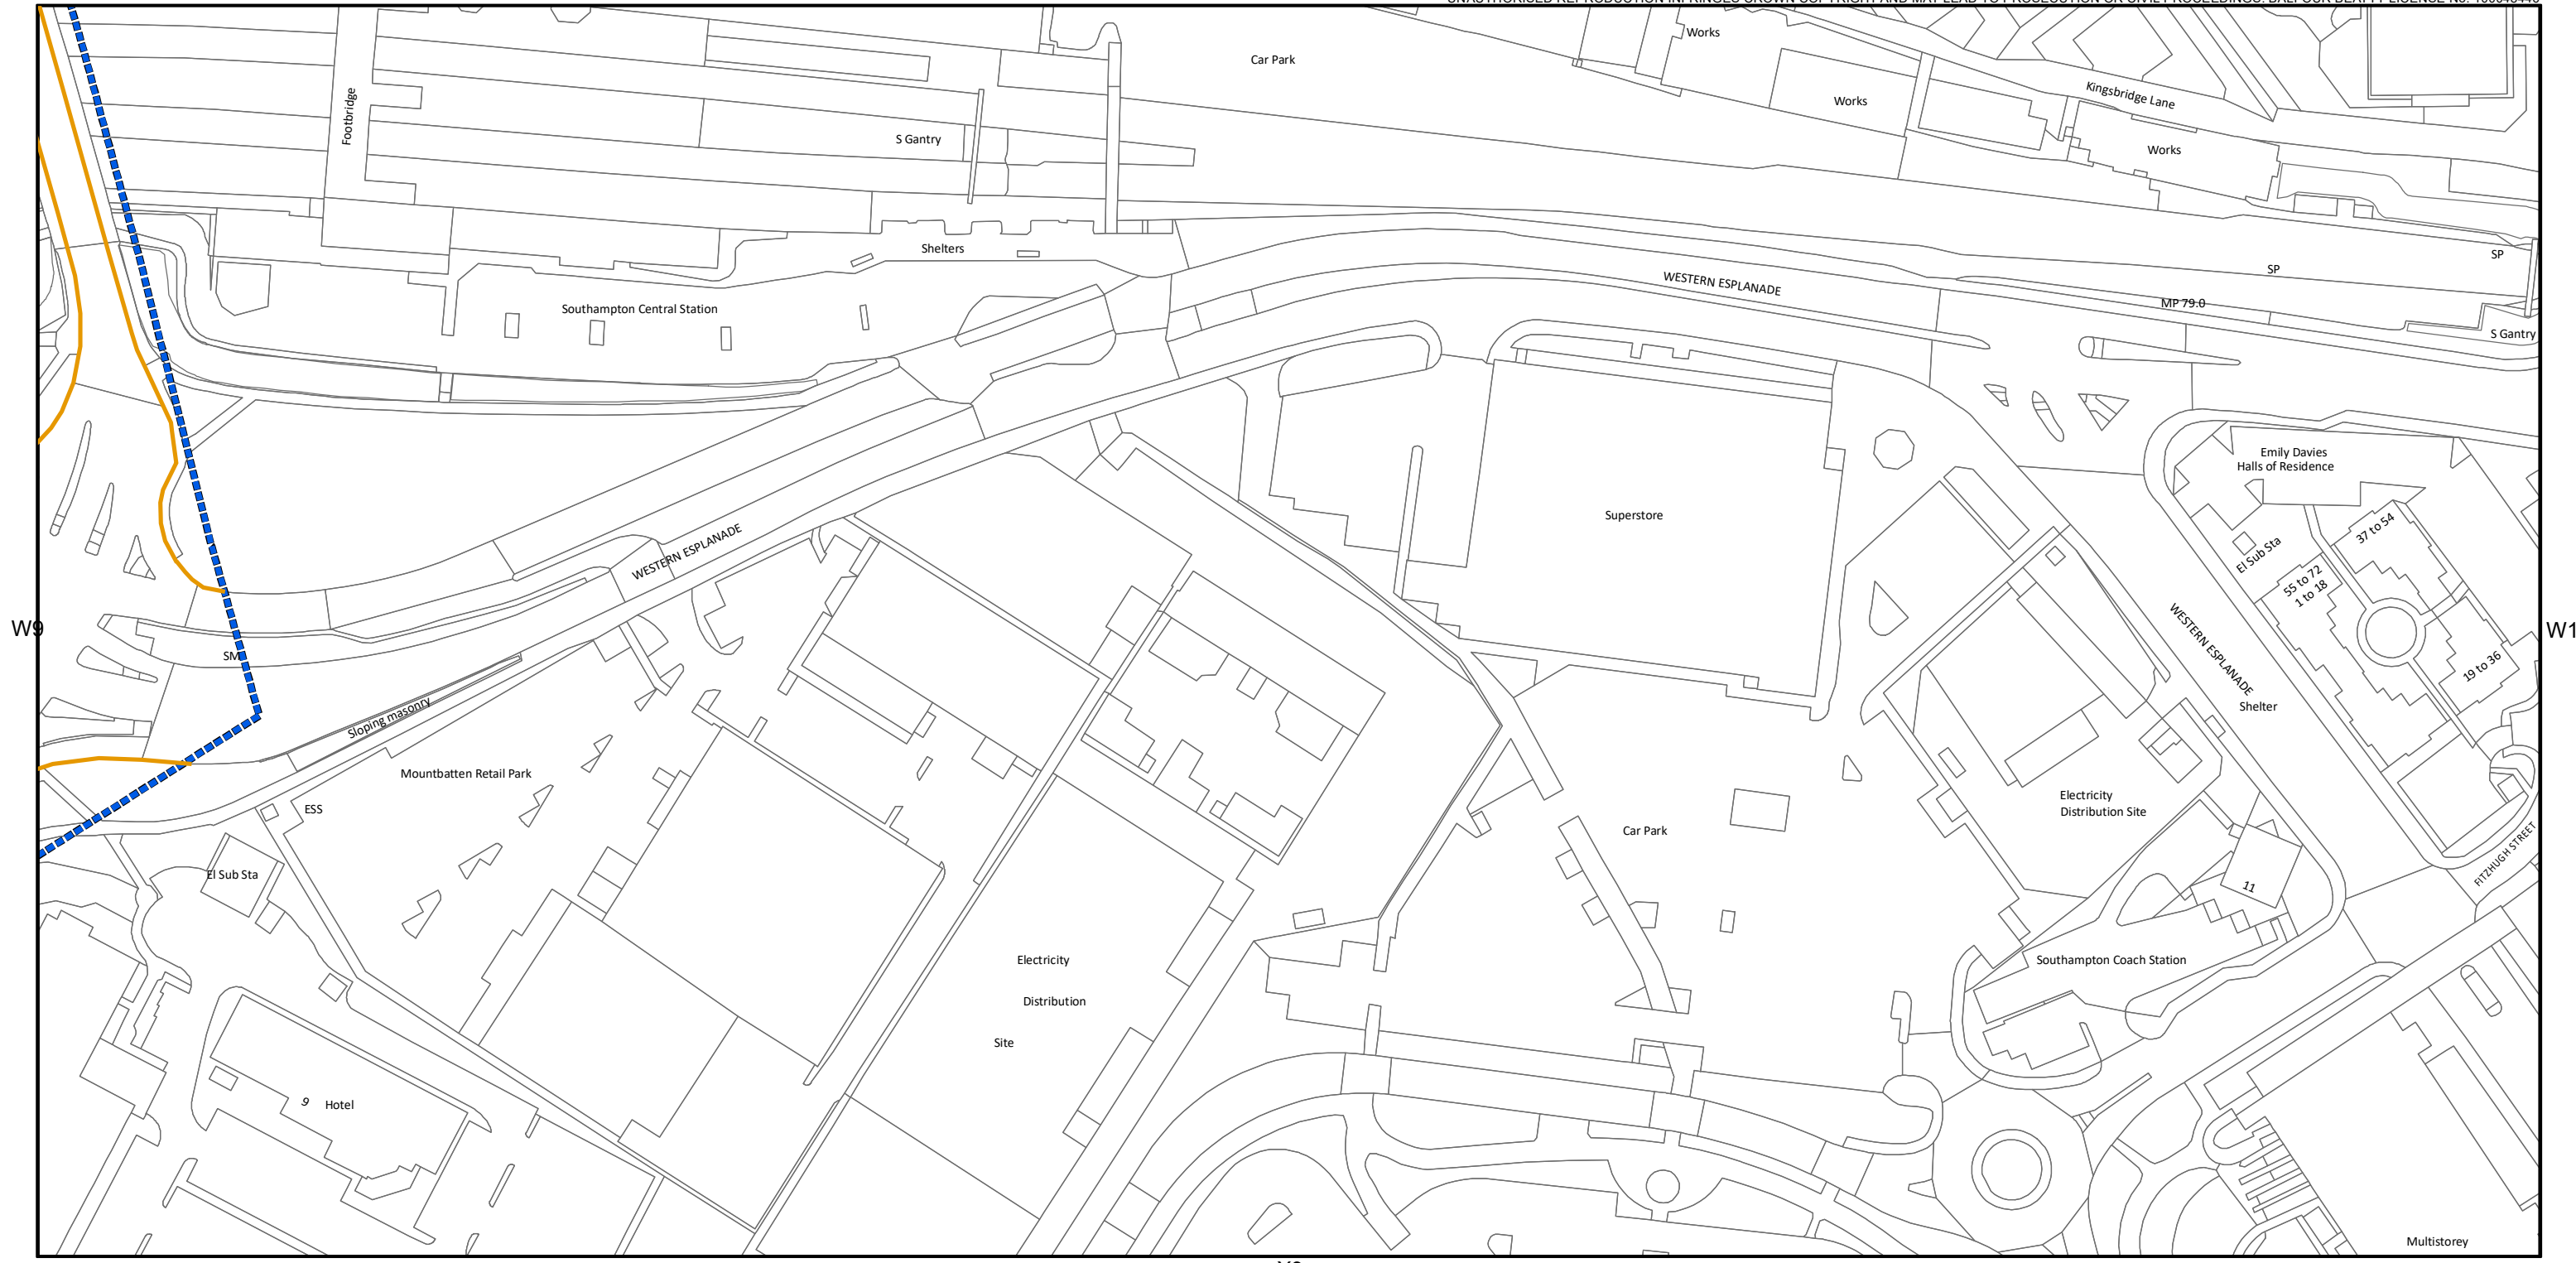 Works
Car Park
Kingsbridge Lane
Works
Footbridge
S Gantry
Works
Shelters
SP
SP
WESTERN ESPLANADE
MP 79.0
Southampton Central Station
S Gantry
Emily Davies
Halls of Residence
Superstore
37 to 54
El Sub Sta
WESTERN ESPLANADE
55 to 72
1 to 18
W9
W1
SM
WESTERN ESPLANADE
19 to 36
Shelter
Sloping masonry
Mountbatten Retail Park
Electricity
Distribution Site
ESS
Car Park
FITZHUGH STREET
El Sub Sta
11
Electricity
Southampton Coach Station
Distribution
Site
9
Hotel
Multistorey